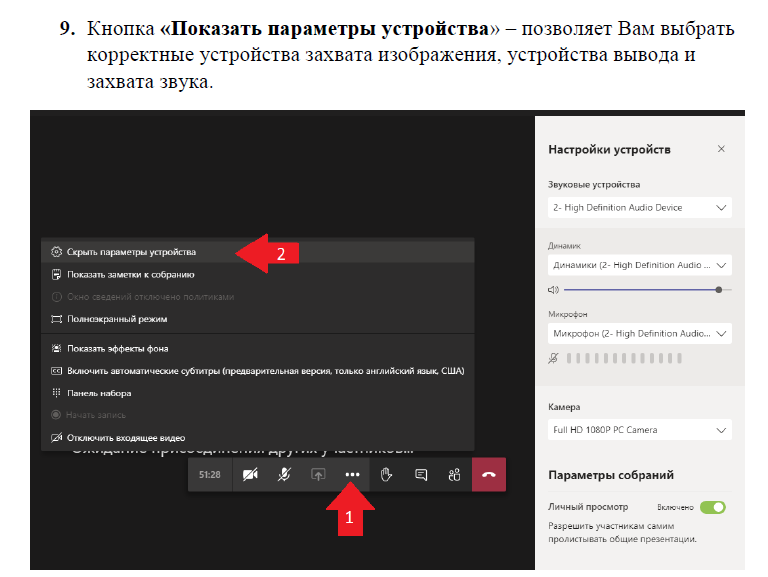 9. Кнопка «Показать параметры устройства» – позволяет Вам выбрать
корректные устройства захвата изображения, устройства вывода и
захвата звука.
Скрыть параметры устройства
2
Показать заметки к собранию
Окно сведений отключено политиками
Полноэкранный режим
Показать эффекты фона
Включить автоматические субтитры (предварительная версия, только английский язык, США)
Панель набора
Начать запись
Отключить входящее видео
Ожидание присоединения других участников...
51:28
1
Настройки устройств
Звуковые устройства
2- High Definition Audio Device
Динамик
Динамики (2- High Definition Audio ...
Микрофон
Микрофон (2- High Definition Audio...
Камера
Full HD 1080P PC Camera
Параметры собраний
Личный просмотр Включено
Разрешить участникам самим
пролистывать общие презентации.